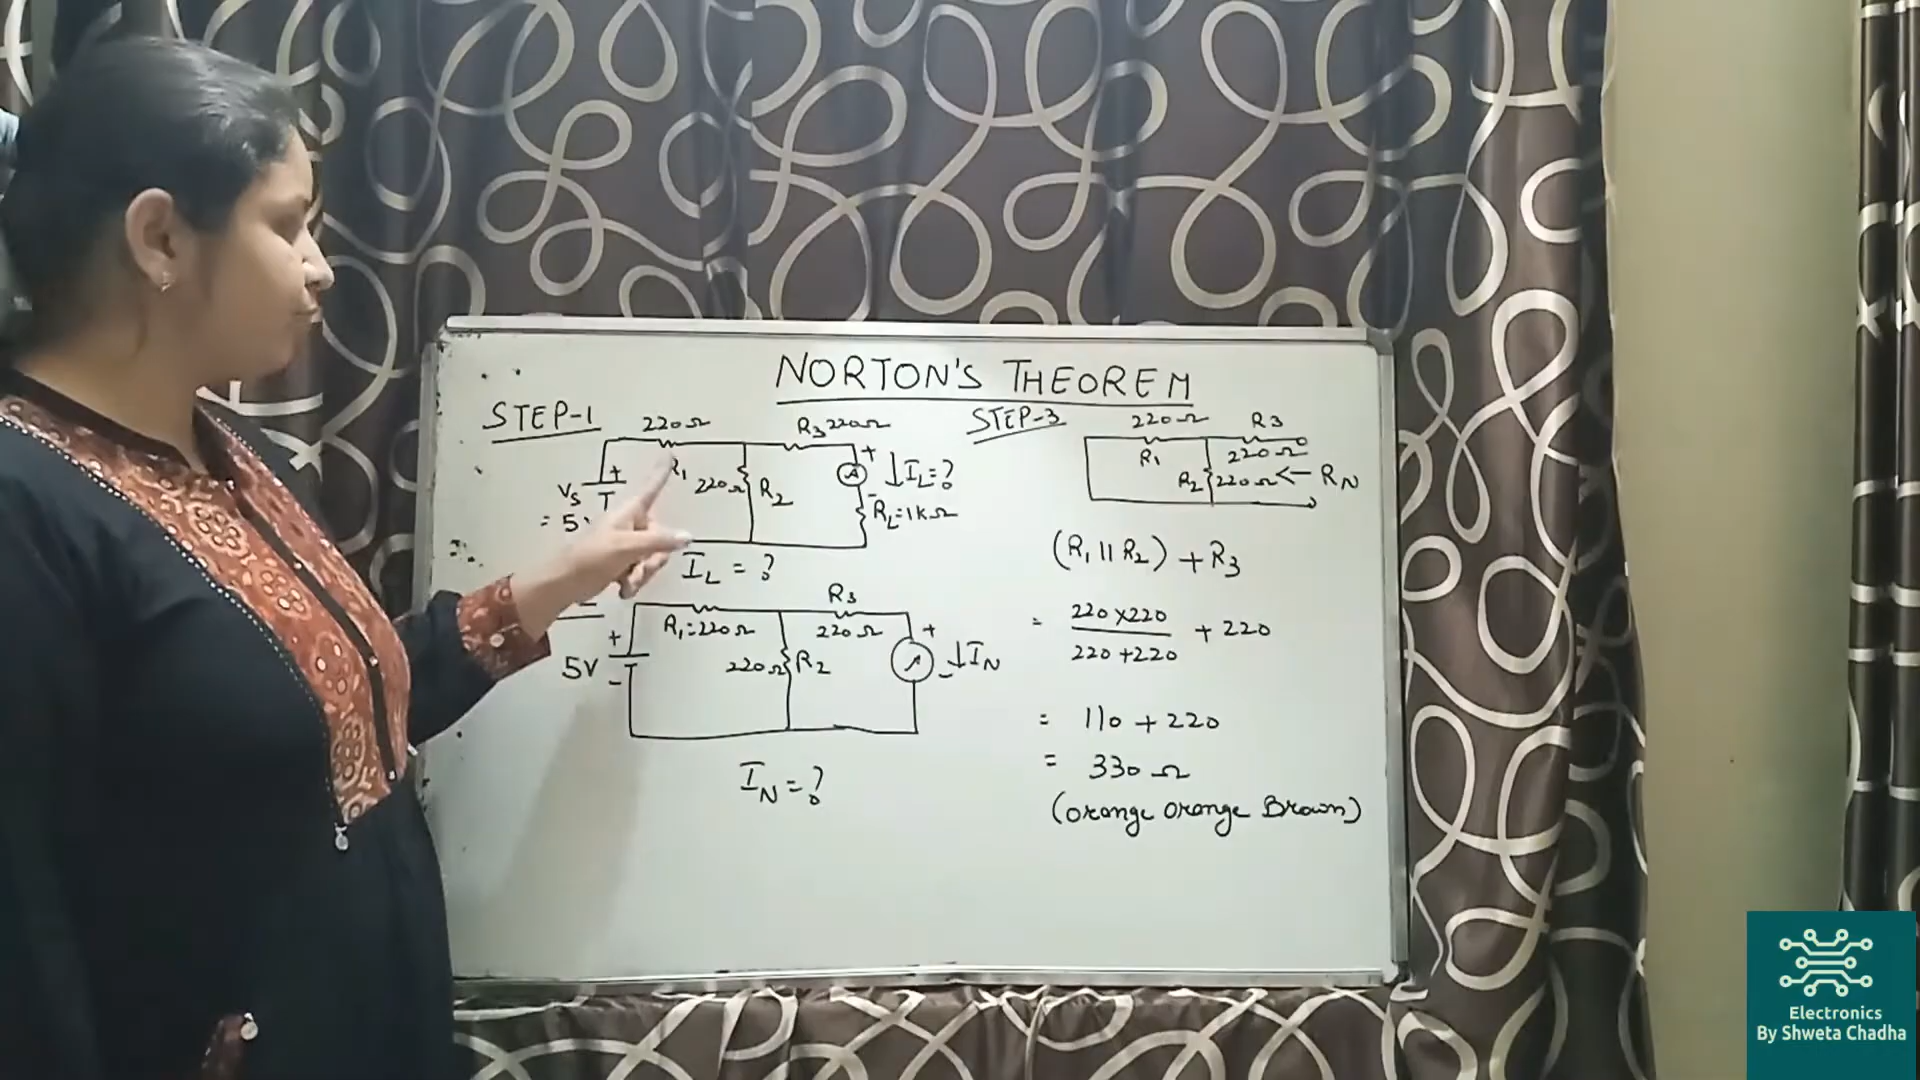 NORTON'S THEOREM
STEP-1
220Ω
R3 220Ω
+
+
R1
220Ω
R2
A
↓IL=?
Vs
= 5
-
RL=1KΩ
IL = ?
R3
+
R1=220Ω
220Ω
+
5V
220Ω
R2
↓IN
-
-
IN=?
STEP-3
220Ω
R3
R1
220Ω
R2
220Ω
← RN
(R1 || R2) + R3
= 220×220 / 220+220 + 220
= 110 + 220
= 330 Ω
(orange orange Brown)
Electronics
By Shweta Chadha